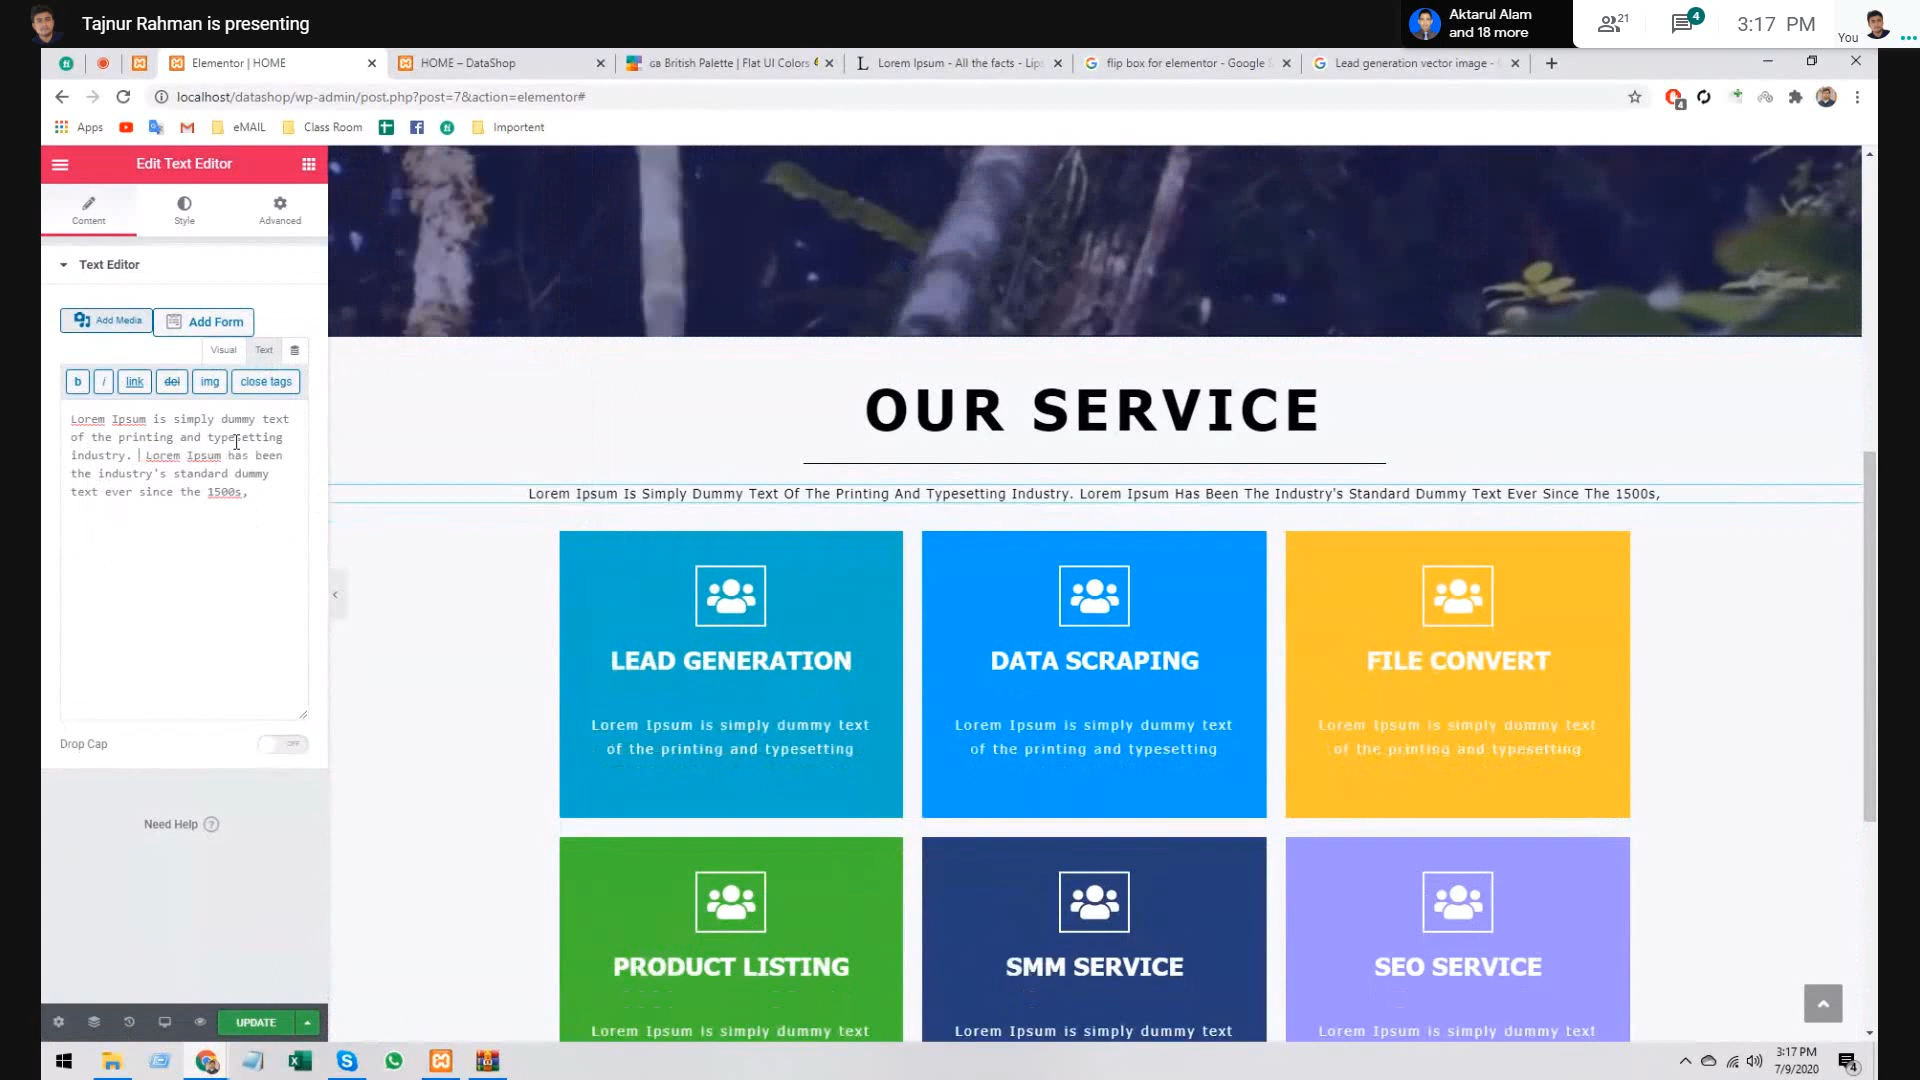 Tajnur Rahman is presenting
Aktarul Alam
and 18 more
21
4
3:17 PM
You
Elementor | HOME
HOME – DataShop
British Palette | Flat UI Colors
Lorem Ipsum - All the facts - Lip
flip box for elementor - Google S
Lead generation vector image -
localhost/datashop/wp-admin/post.php?post=7&action=elementor#
4
Apps
eMAIL
Class Room
Importent
Edit Text Editor
Content
Style
Advanced
Text Editor
Add Media
Add Form
Visual
Text
b
i
link
del
img
close tags
Lorem Ipsum is simply dummy text
of the printing and typesetting
industry. Lorem Ipsum has been
the industry's standard dummy
text ever since the 1500s,
Drop Cap
OFF
Need Help
UPDATE
OUR SERVICE
Lorem Ipsum Is Simply Dummy Text Of The Printing And Typesetting Industry. Lorem Ipsum Has Been The Industry's Standard Dummy Text Ever Since The 1500s,
LEAD GENERATION
Lorem Ipsum is simply dummy text
of the printing and typesetting
DATA SCRAPING
Lorem Ipsum is simply dummy text
of the printing and typesetting
FILE CONVERT
Lorem Ipsum is simply dummy text
of the printing and typesetting
PRODUCT LISTING
Lorem Ipsum is simply dummy text
SMM SERVICE
Lorem Ipsum is simply dummy text
SEO SERVICE
Lorem Ipsum is simply dummy text
3:17 PM
7/9/2020
4